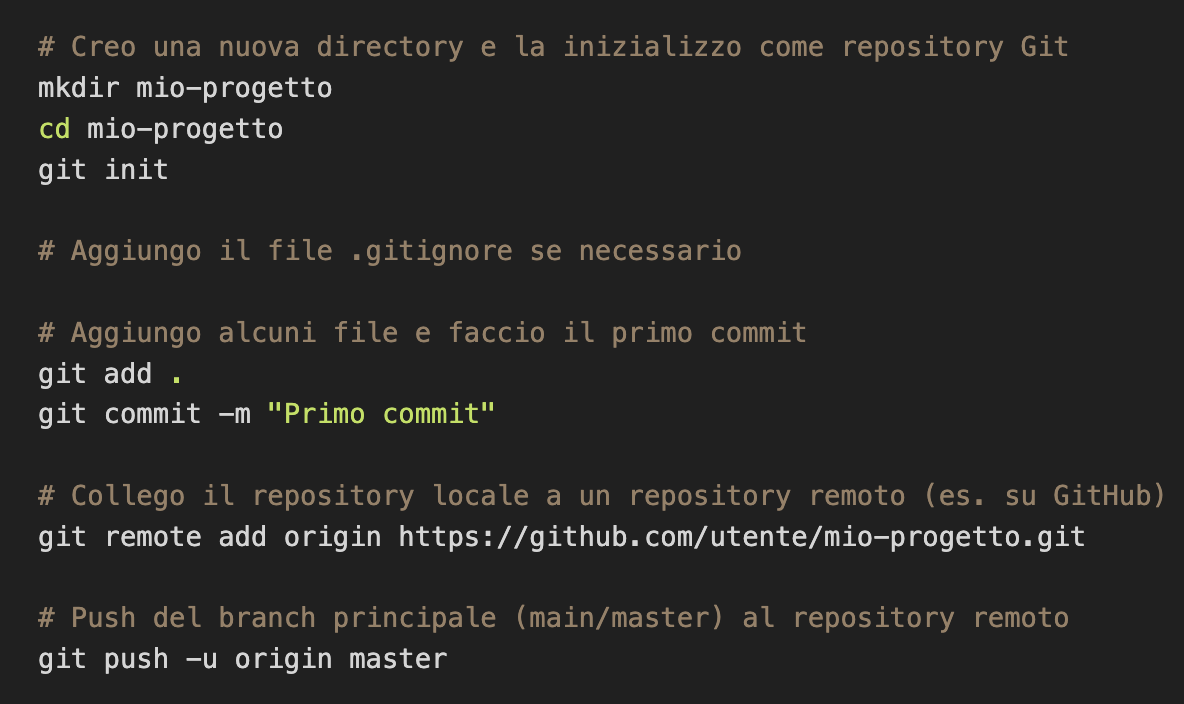 # Creo una nuova directory e la inizializzo come repository Git
mkdir mio-progetto
cd mio-progetto
git init
# Aggiungo il file .gitignore se necessario
# Aggiungo alcuni file e faccio il primo commit
git add .
git commit -m "Primo commit"
# Collego il repository locale a un repository remoto (es. su GitHub)
git remote add origin https://github.com/utente/mio-progetto.git
# Push del branch principale (main/master) al repository remoto
git push -u origin master